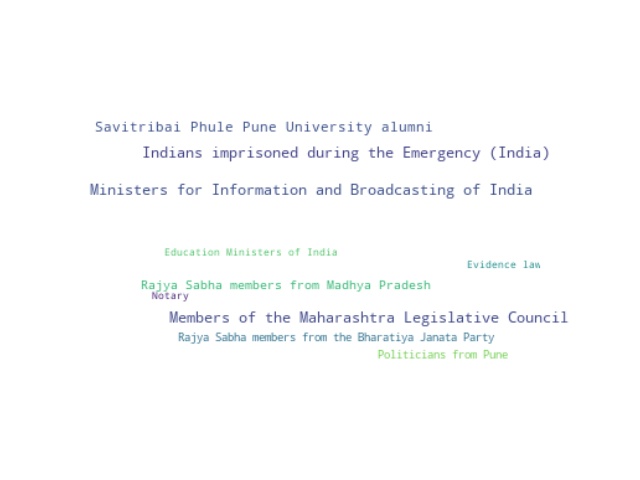 Savitribai Phule Pune University alumni
Indians imprisoned during the Emergency (India)
Ministers for Information and Broadcasting of India
Education Ministers of India
Evidence law
Rajya Sabha members from Madhya Pradesh
Notary
Members of the Maharashtra Legislative Council
Rajya Sabha members from the Bharatiya Janata Party
Politicians from Pune